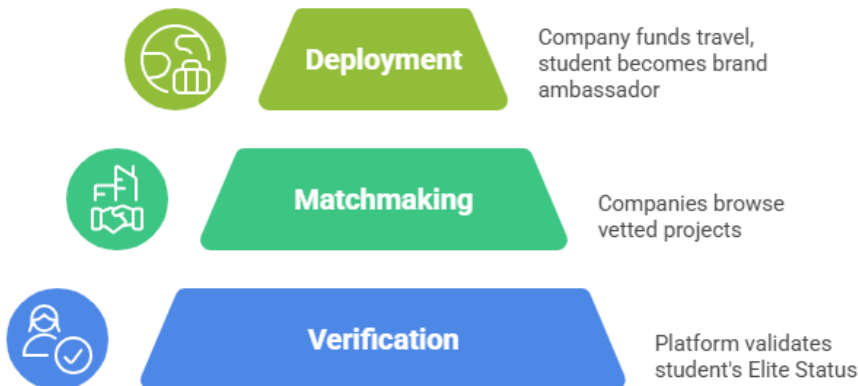 Deployment
Company funds travel,
student becomes brand
ambassador
Matchmaking
Companies browse
vetted projects
Verification
Platform validates
student's Elite Status